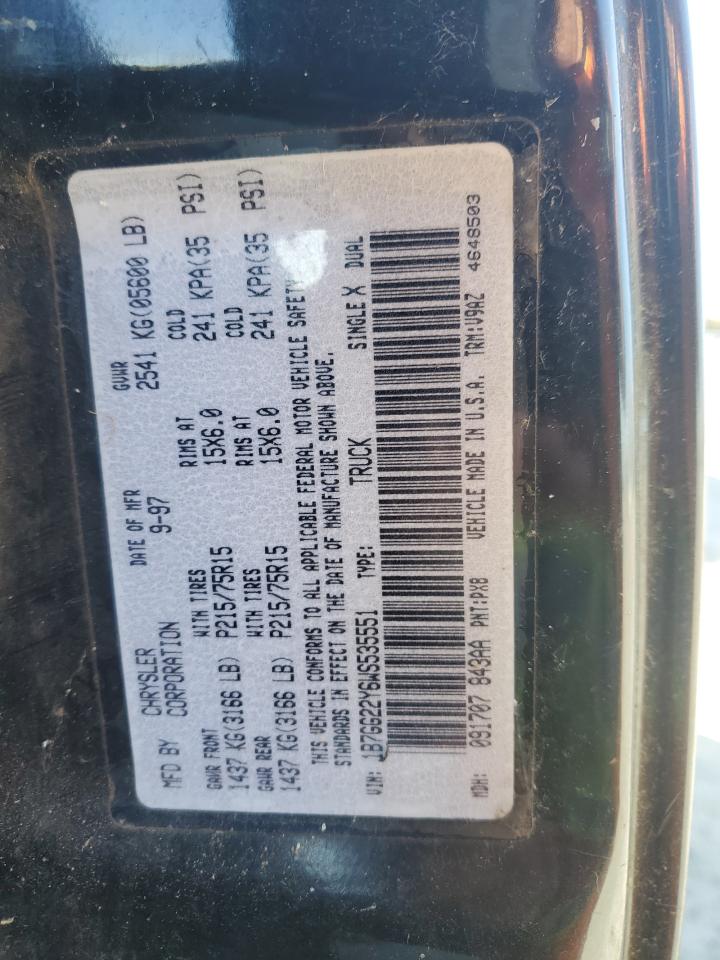 MFD BY CHRYSLER CORPORATION DATE OF MFR 9-97 GVWR 2541 KG(05600 LB)
GAWR FRONT WITH TIRES RIMS AT COLD
1437 KG(3166 LB) P215/75R15 15X6.0 241 KPA(35 PSI)
GAWR REAR WITH TIRES RIMS AT COLD
1437 KG(3166 LB) P215/75R15 15X6.0 241 KPA(35 PSI)
THIS VEHICLE CONFORMS TO ALL APPLICABLE FEDERAL MOTOR VEHICLE SAFETY
STANDARDS IN EFFECT ON THE DATE OF MANUFACTURE SHOWN ABOVE.
VIN: 1B7GG22Y6WS535551 TYPE: TRUCK SINGLE X DUAL
MDH: 091707 843AA PNT:PX8 VEHICLE MADE IN U.S.A. TRM:V9AZ 4648503